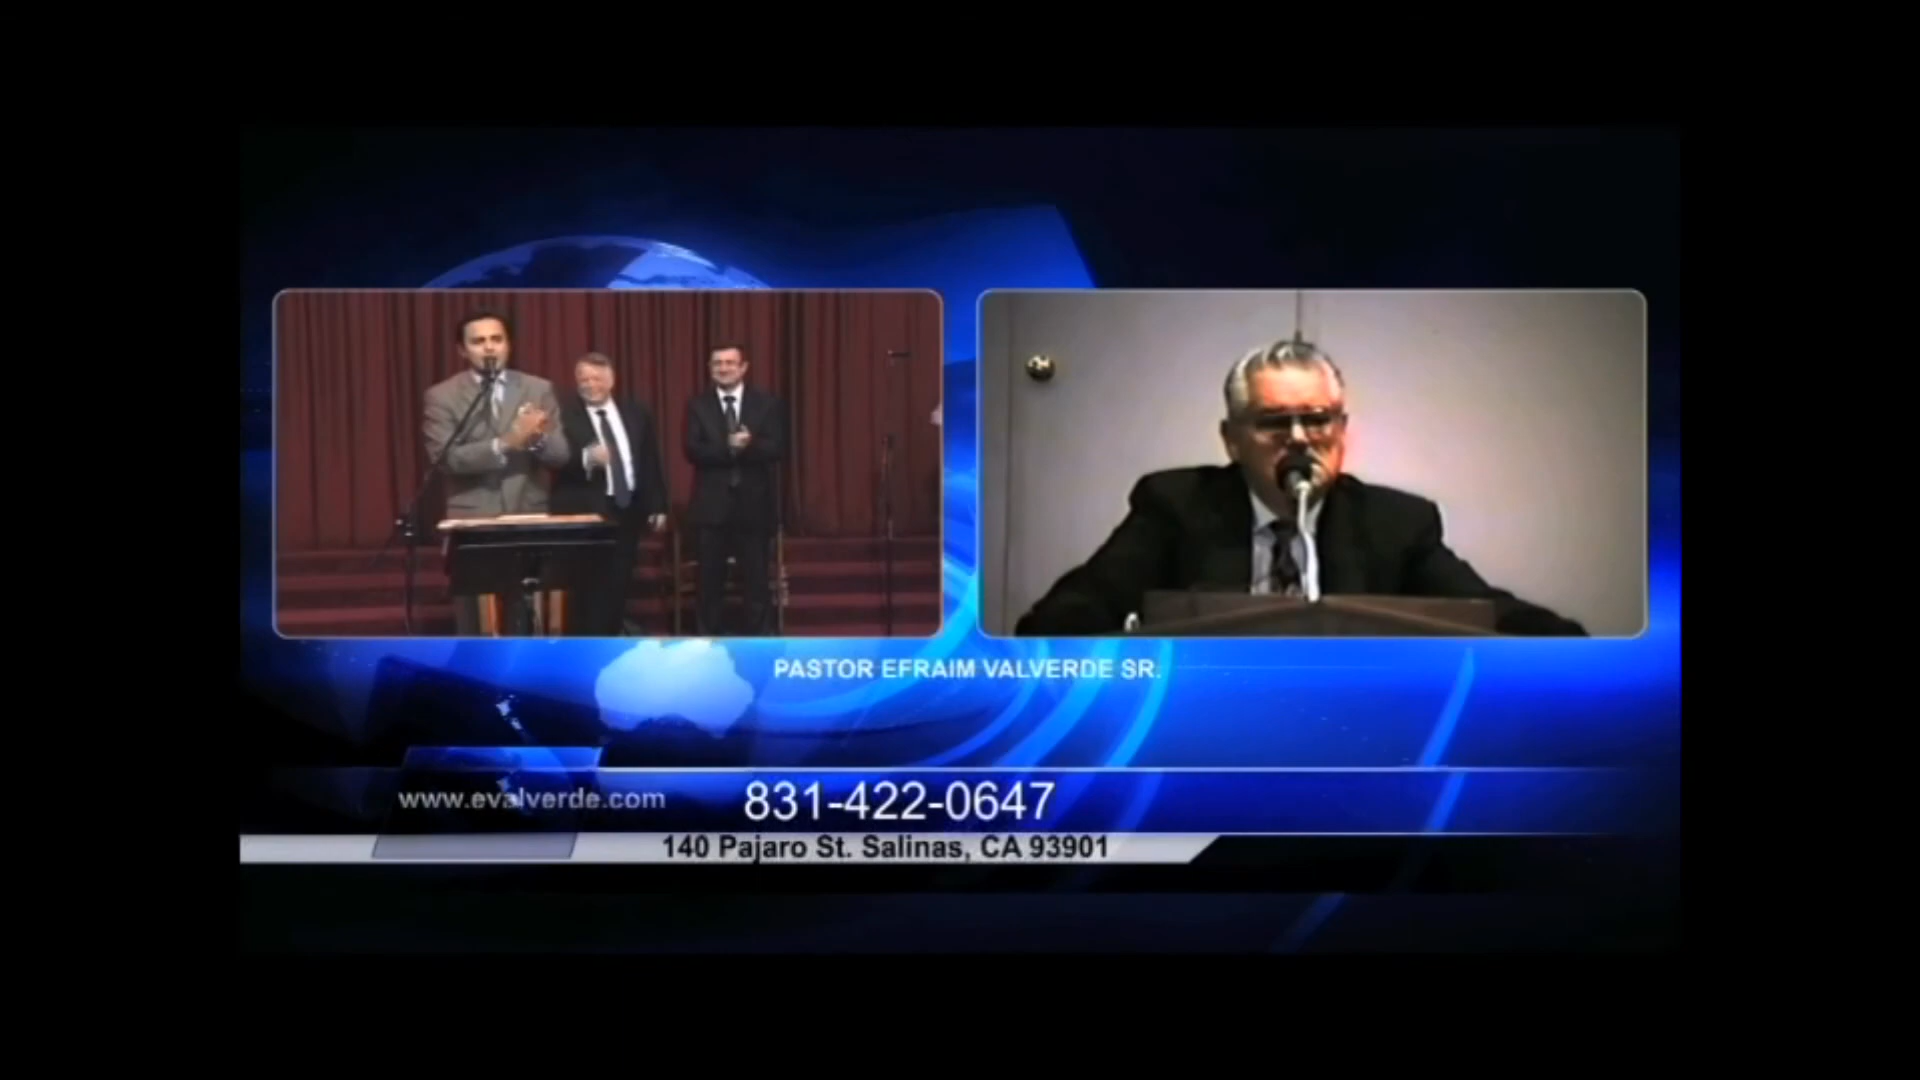 PASTOR EFRAIM VALVERDE SR.
www.evalverde.com
831-422-0647
140 Pajaro St. Salinas, CA 93901